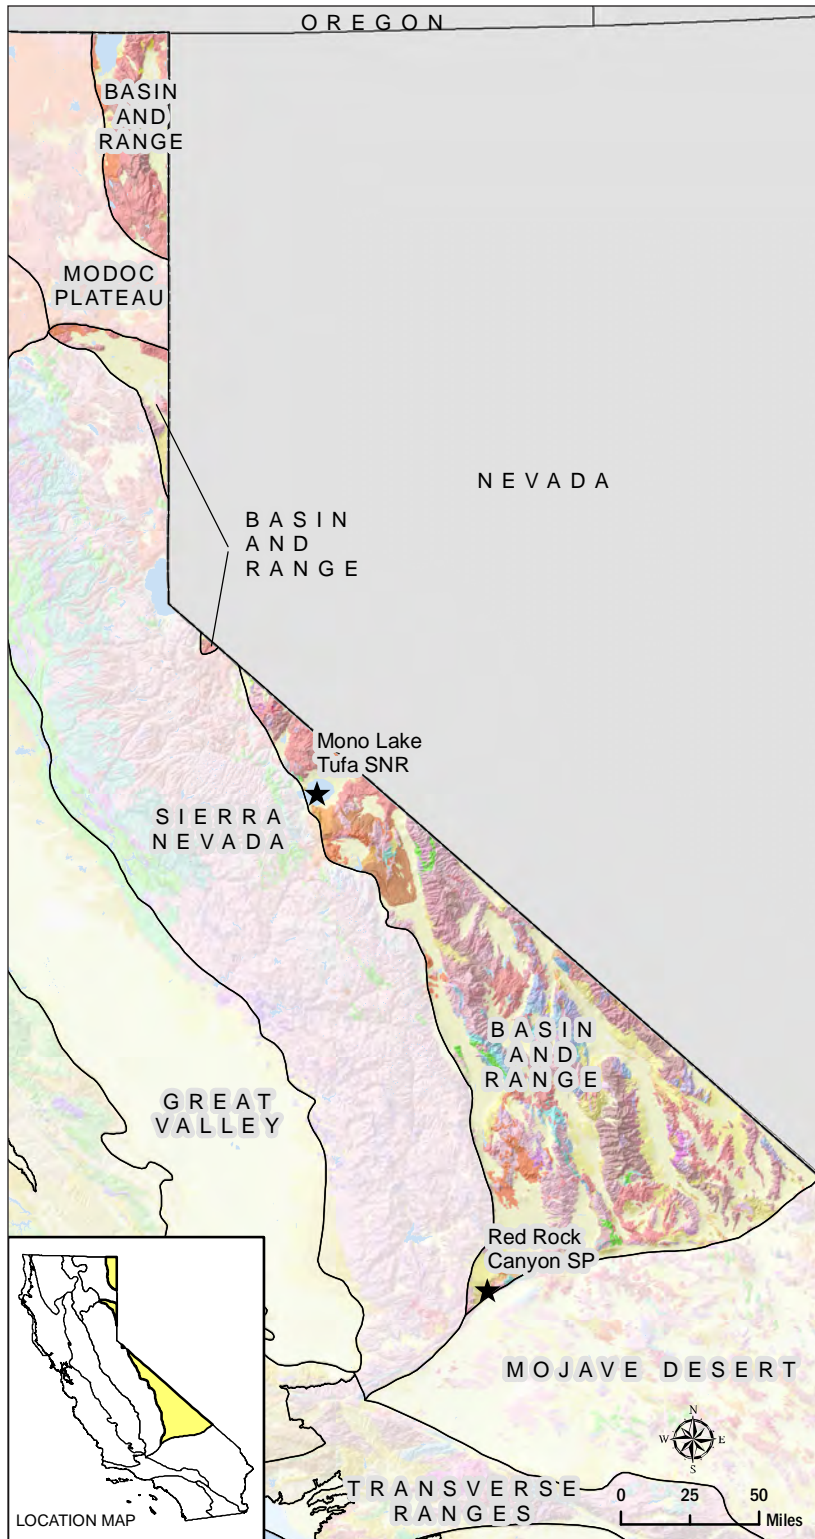 OREGON
BASIN
AND
RANGE
MODOC
PLATEAU
NEVADA
BASIN
AND
RANGE
Mono Lake
Tufa SNR
SIERRA
NEVADA
BASIN
AND
RANGE
GREAT
VALLEY
Red Rock
Canyon SP
MOJAVE DESERT
N
W E
S
TRANSVERSE
RANGES
0 25 50
Miles
LOCATION MAP